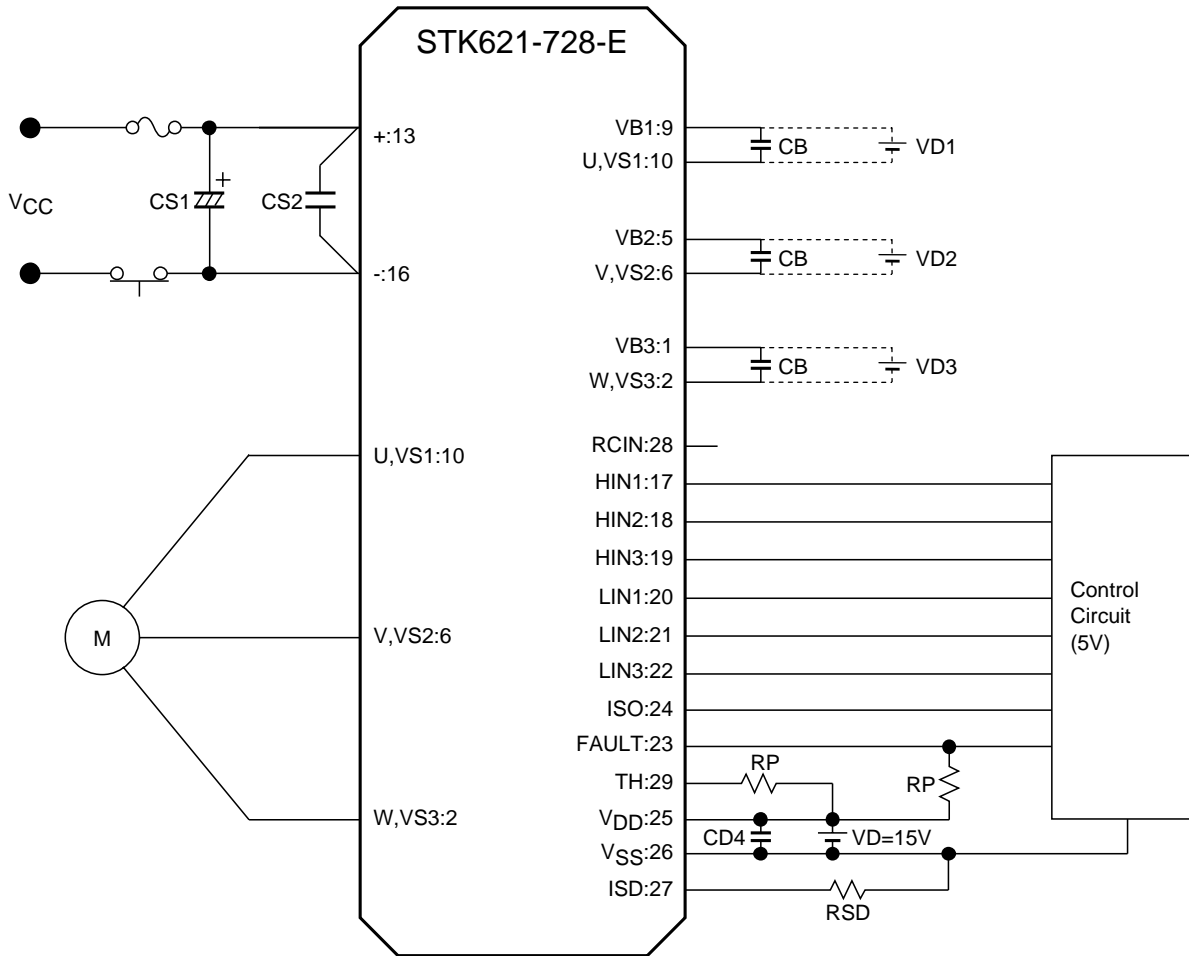 STK621-728-E
VCC
CS1
+
CS2
+:13
-:16
U,VS1:10
V,VS2:6
W,VS3:2
M
VB1:9
U,VS1:10
CB
VD1
VB2:5
V,VS2:6
CB
VD2
VB3:1
W,VS3:2
CB
VD3
RCIN:28
HIN1:17
HIN2:18
HIN3:19
LIN1:20
LIN2:21
LIN3:22
ISO:24
FAULT:23
TH:29
RP
RP
VDD:25
CD4
VD=15V
VSS:26
ISD:27
RSD
Control
Circuit
(5V)